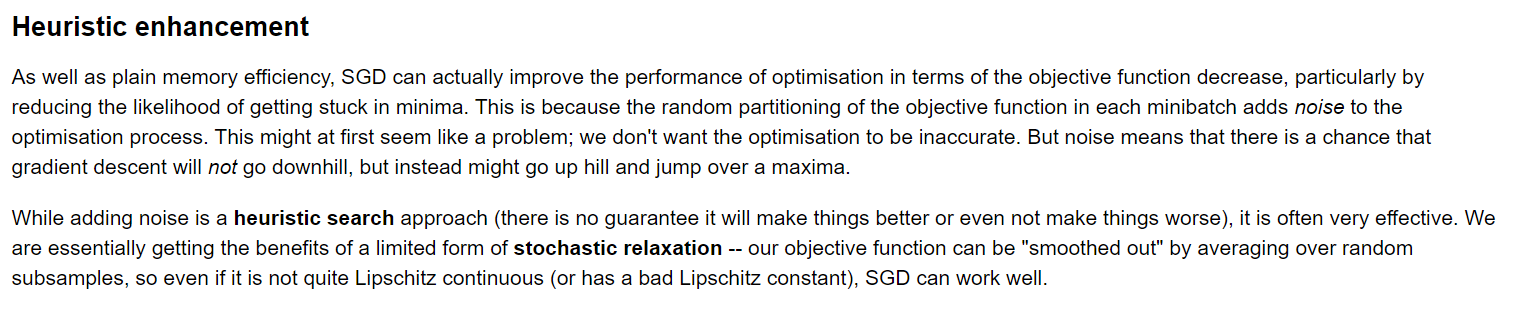 Heuristic enhancement
As well as plain memory efficiency, SGD can actually improve the performance of optimisation in terms of the objective function decrease, particularly by
reducing the likelihood of getting stuck in minima. This is because the random partitioning of the objective function in each minibatch adds noise to the
optimisation process. This might at first seem like a problem; we don't want the optimisation to be inaccurate. But noise means that there is a chance that
gradient descent will not go downhill, but instead might go up hill and jump over a maxima.
While adding noise is a heuristic search approach (there is no guarantee it will make things better or even not make things worse), it is often very effective. We
are essentially getting the benefits of a limited form of stochastic relaxation -- our objective function can be "smoothed out" by averaging over random
subsamples, so even if it is not quite Lipschitz continuous (or has a bad Lipschitz constant), SGD can work well.